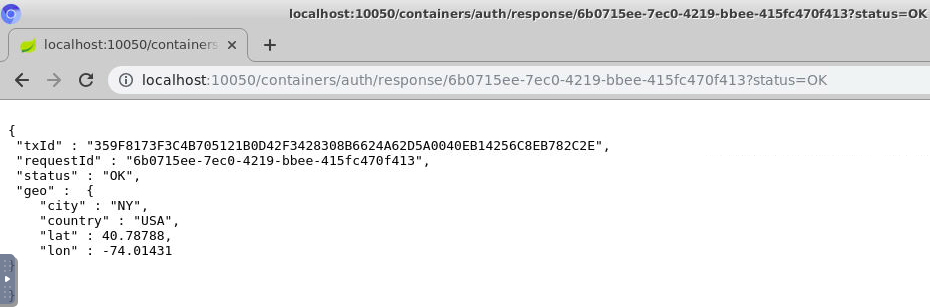 localhost:10050/containers/auth/response/6b0715ee-7ec0-4219-bbee-415fc470f413?status=OK
localhost:10050/containers
localhost:10050/containers/auth/response/6b0715ee-7ec0-4219-bbee-415fc470f413?status=OK
{
"txId" : "359F8173F3C4B705121B0D42F3428308B6624A62D5A0040EB14256C8EB782C2E",
"requestId" : "6b0715ee-7ec0-4219-bbee-415fc470f413",
"status" : "OK",
"geo" :  {
"city" : "NY",
"country" : "USA",
"lat" : 40.78788,
"lon" : -74.01431